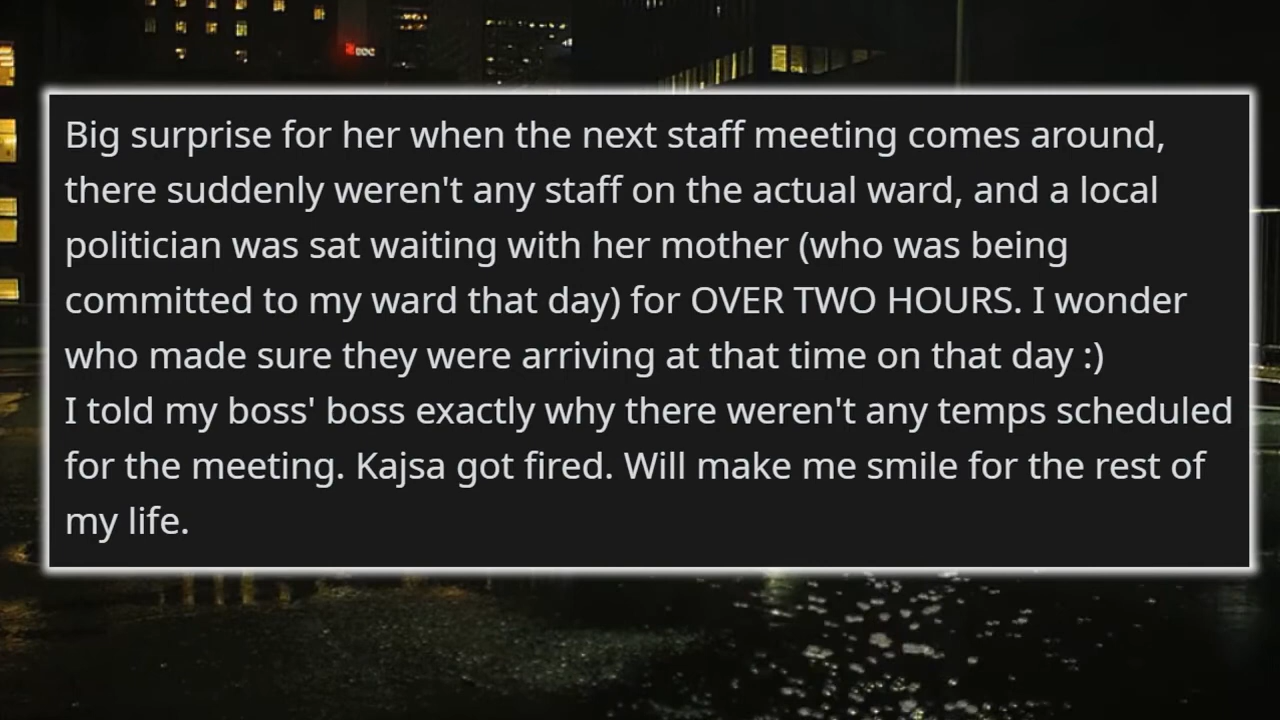 Big surprise for her when the next staff meeting comes around,
there suddenly weren't any staff on the actual ward, and a local
politician was sat waiting with her mother (who was being
committed to my ward that day) for OVER TWO HOURS. I wonder
who made sure they were arriving at that time on that day :)
I told my boss' boss exactly why there weren't any temps scheduled
for the meeting. Kajsa got fired. Will make me smile for the rest of
my life.